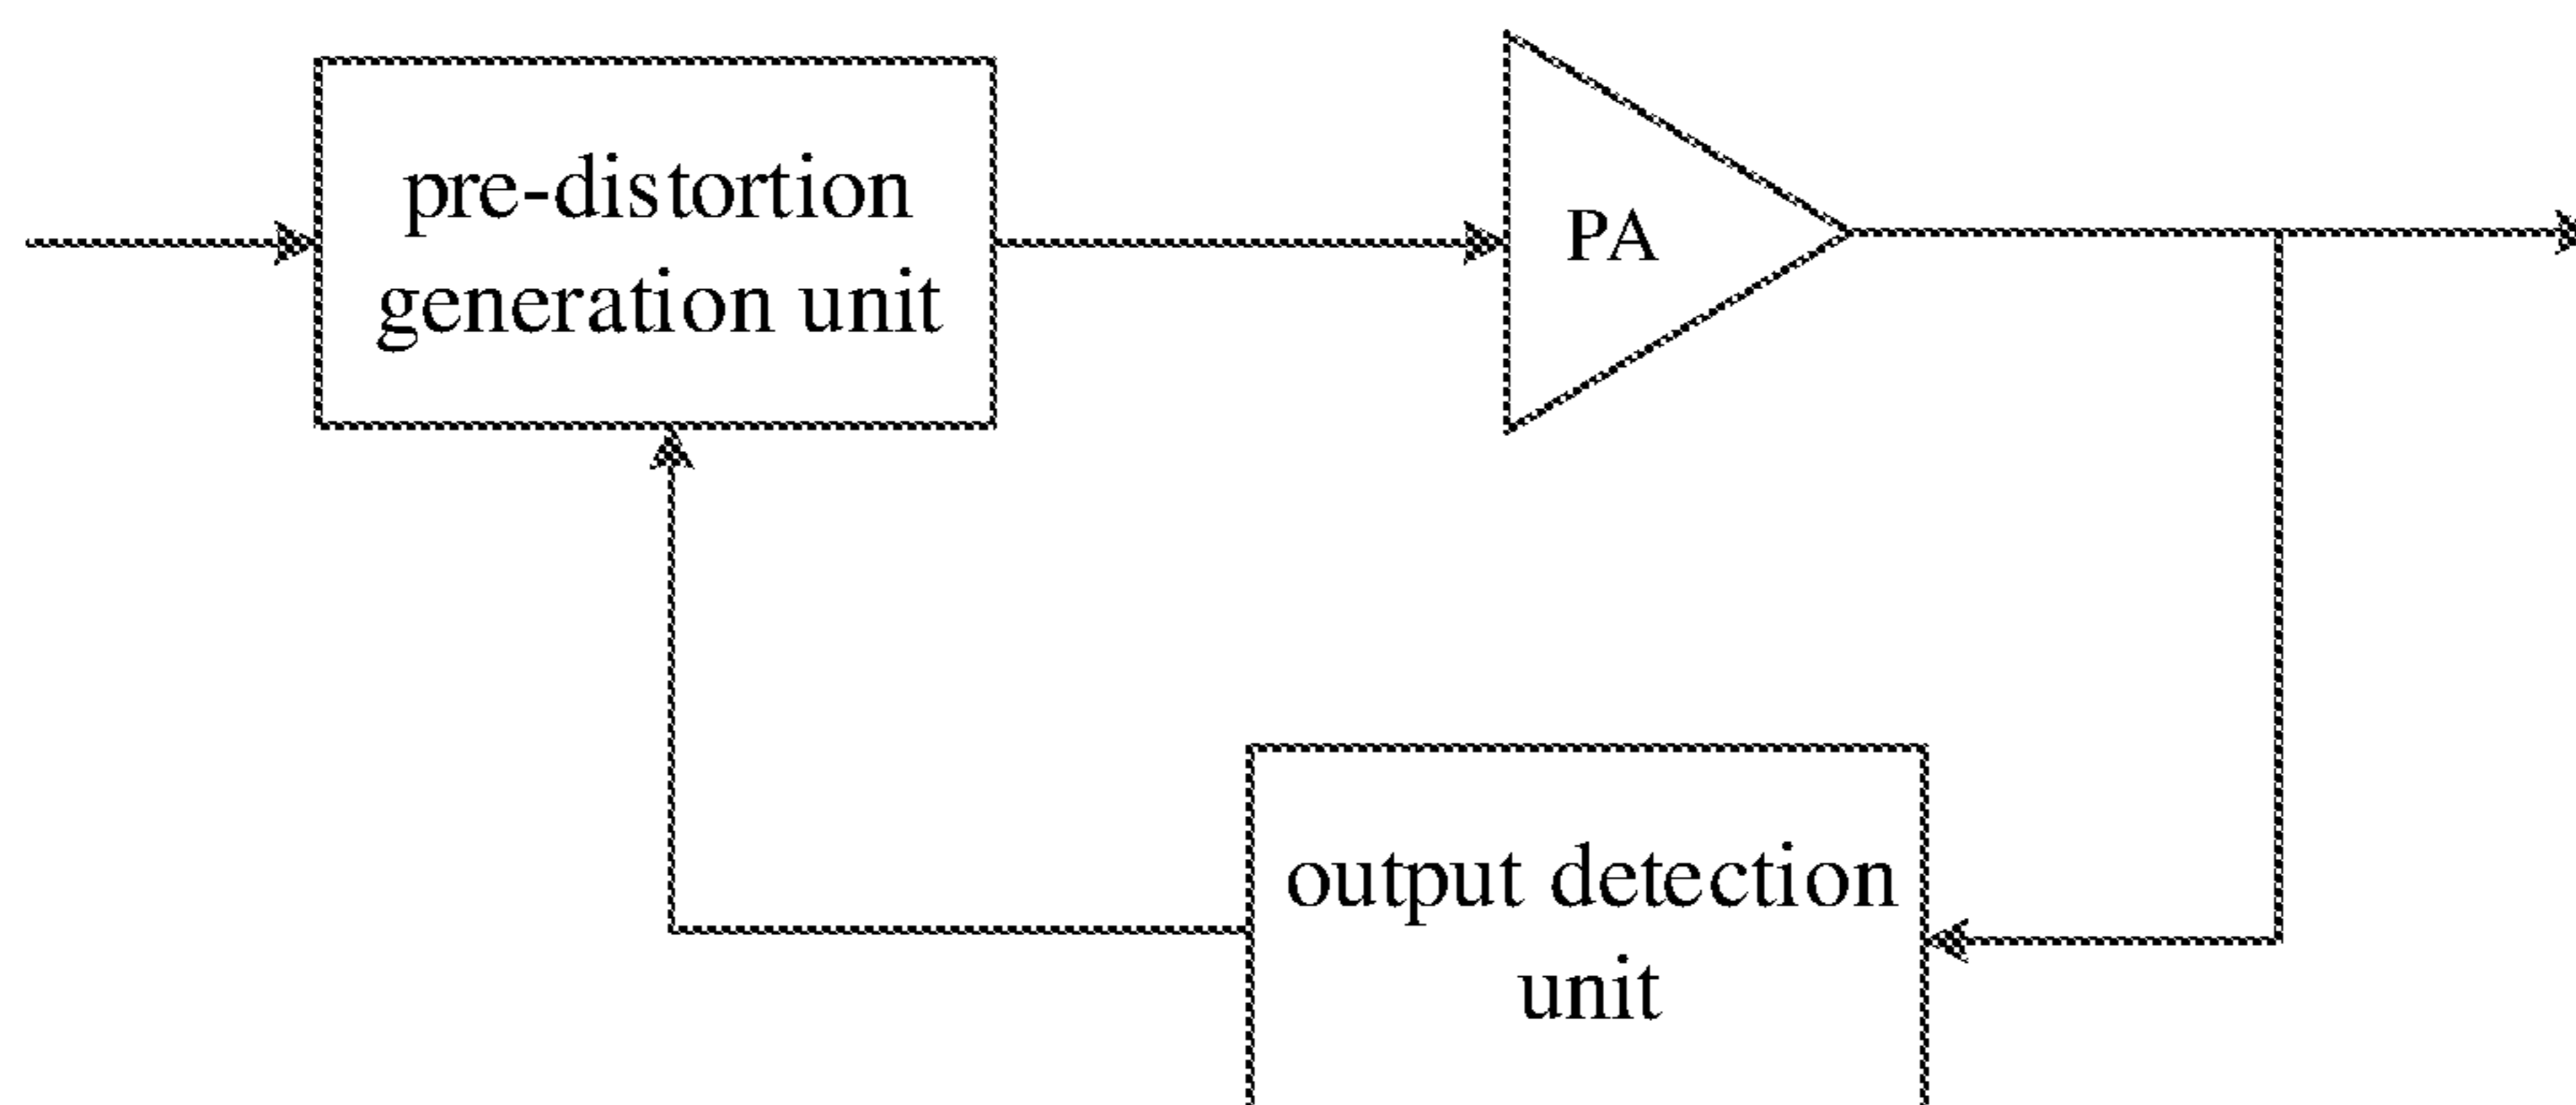 pre-distortion
generation unit
PA
output detection
unit